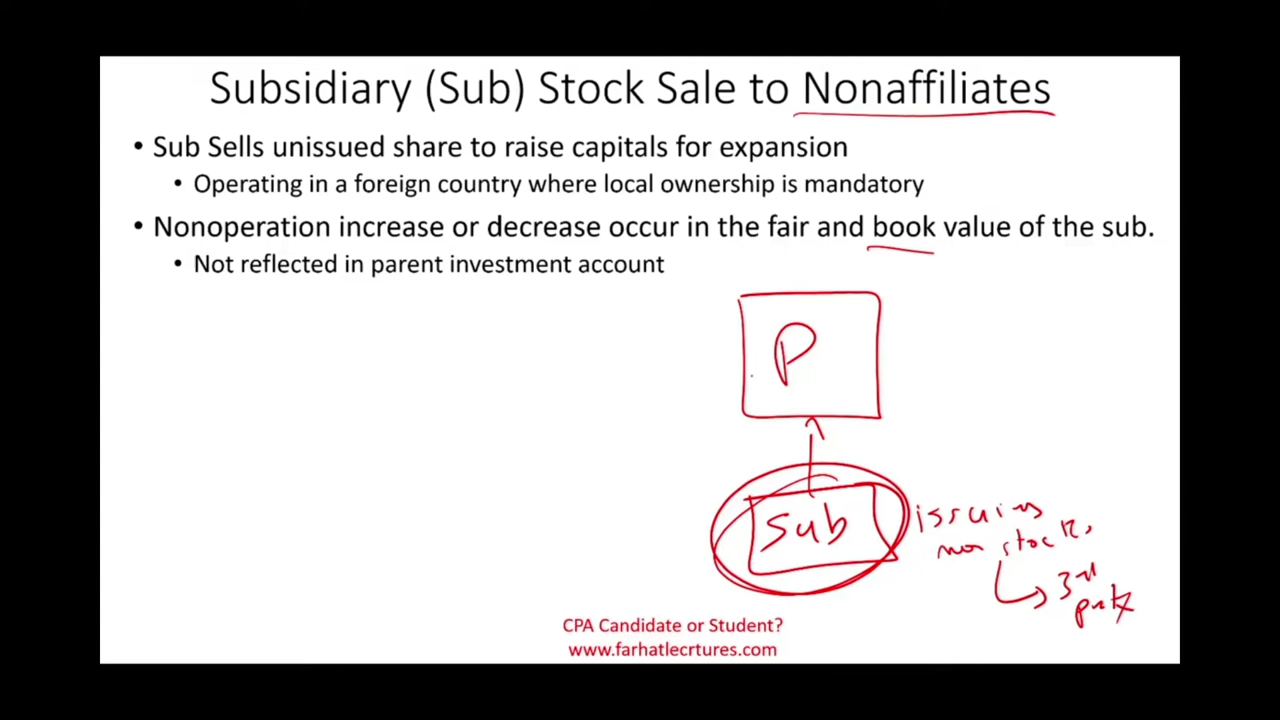 Subsidiary (Sub) Stock Sale to Nonaffiliates
• Sub Sells unissued share to raise capitals for expansion
• Operating in a foreign country where local ownership is mandatory
• Nonoperation increase or decrease occur in the fair and book value of the sub.
• Not reflected in parent investment account
P
Sub
issuing
stock
3rd
CPA Candidate or Student?
www.farhatlecrtures.com